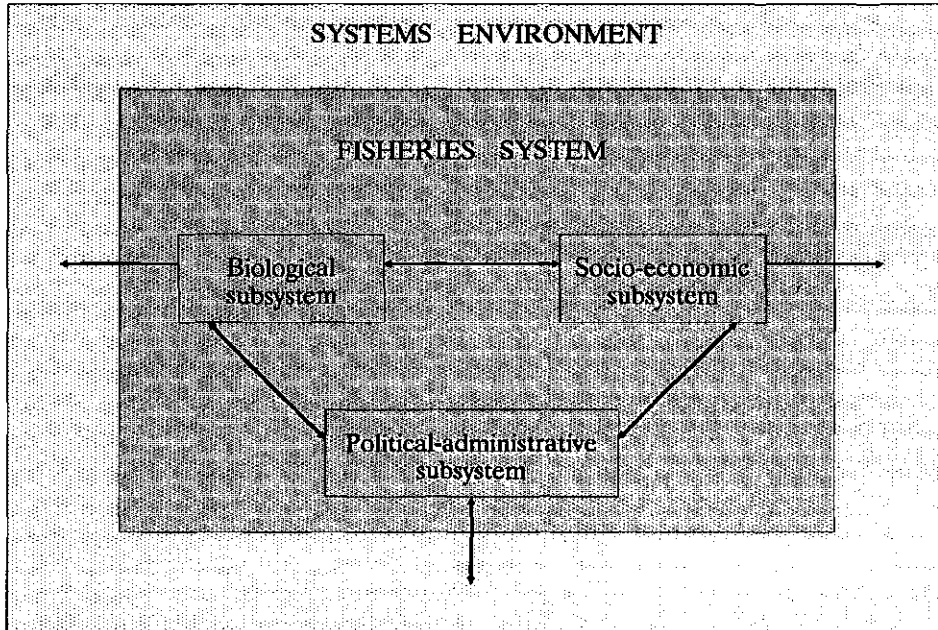 SYSTEMS ENVIRONMENT
FISHERIES SYSTEM
Biological
subsystem
Socio-economic
subsystem
Political-administrative
subsystem